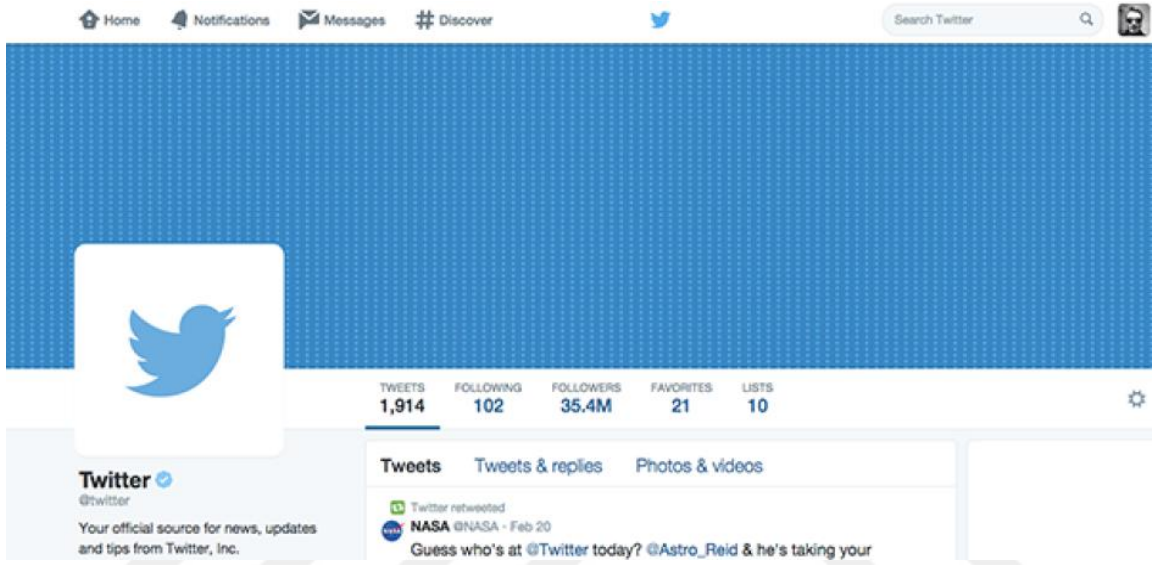 Home Notifications Messages # Discover Search Twitter
TWEETS FOLLOWING FOLLOWERS FAVORITES LISTS
1,914 102 35.4M 21 10
Tweets Tweets & replies Photos & videos
Twitter
@twitter
Your official source for news, updates
and tips from Twitter, Inc.
Twitter retweeted
NASA @NASA · Feb 20
Guess who's at @Twitter today? @Astro_Reid & he's taking your